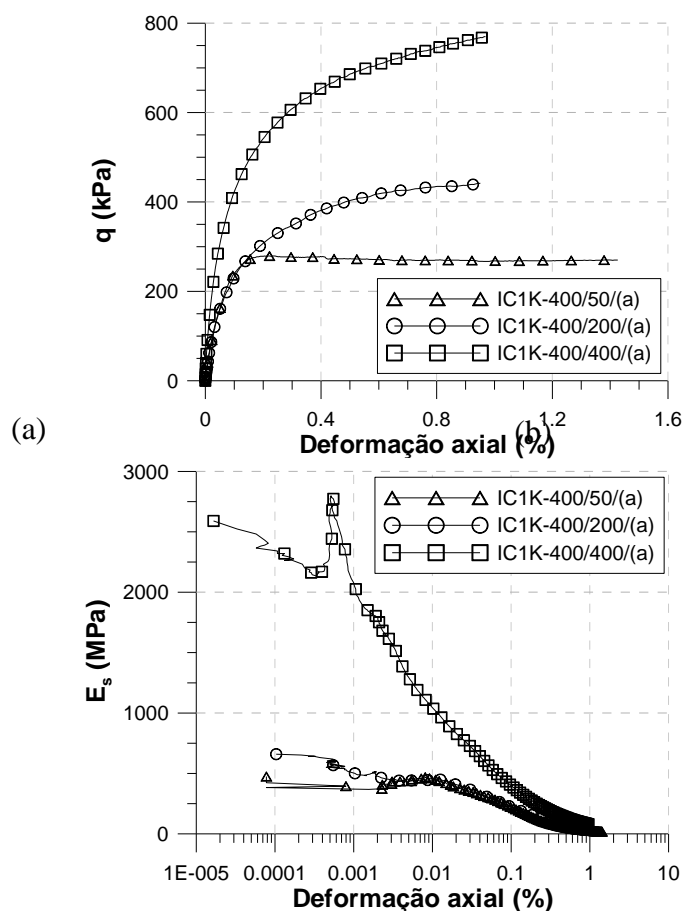 800
600
400
200
0
q (kPa)
IC1K-400/50/(a)
IC1K-400/200/(a)
IC1K-400/400/(a)
0 0.4 0.8 1.2 1.6
Deformação axial (%)
(a)
(b)
3000
2000
1000
0
Es (MPa)
IC1K-400/50/(a)
IC1K-400/200/(a)
IC1K-400/400/(a)
1E-005 0.0001 0.001 0.01 0.1 1 10
Deformação axial (%)